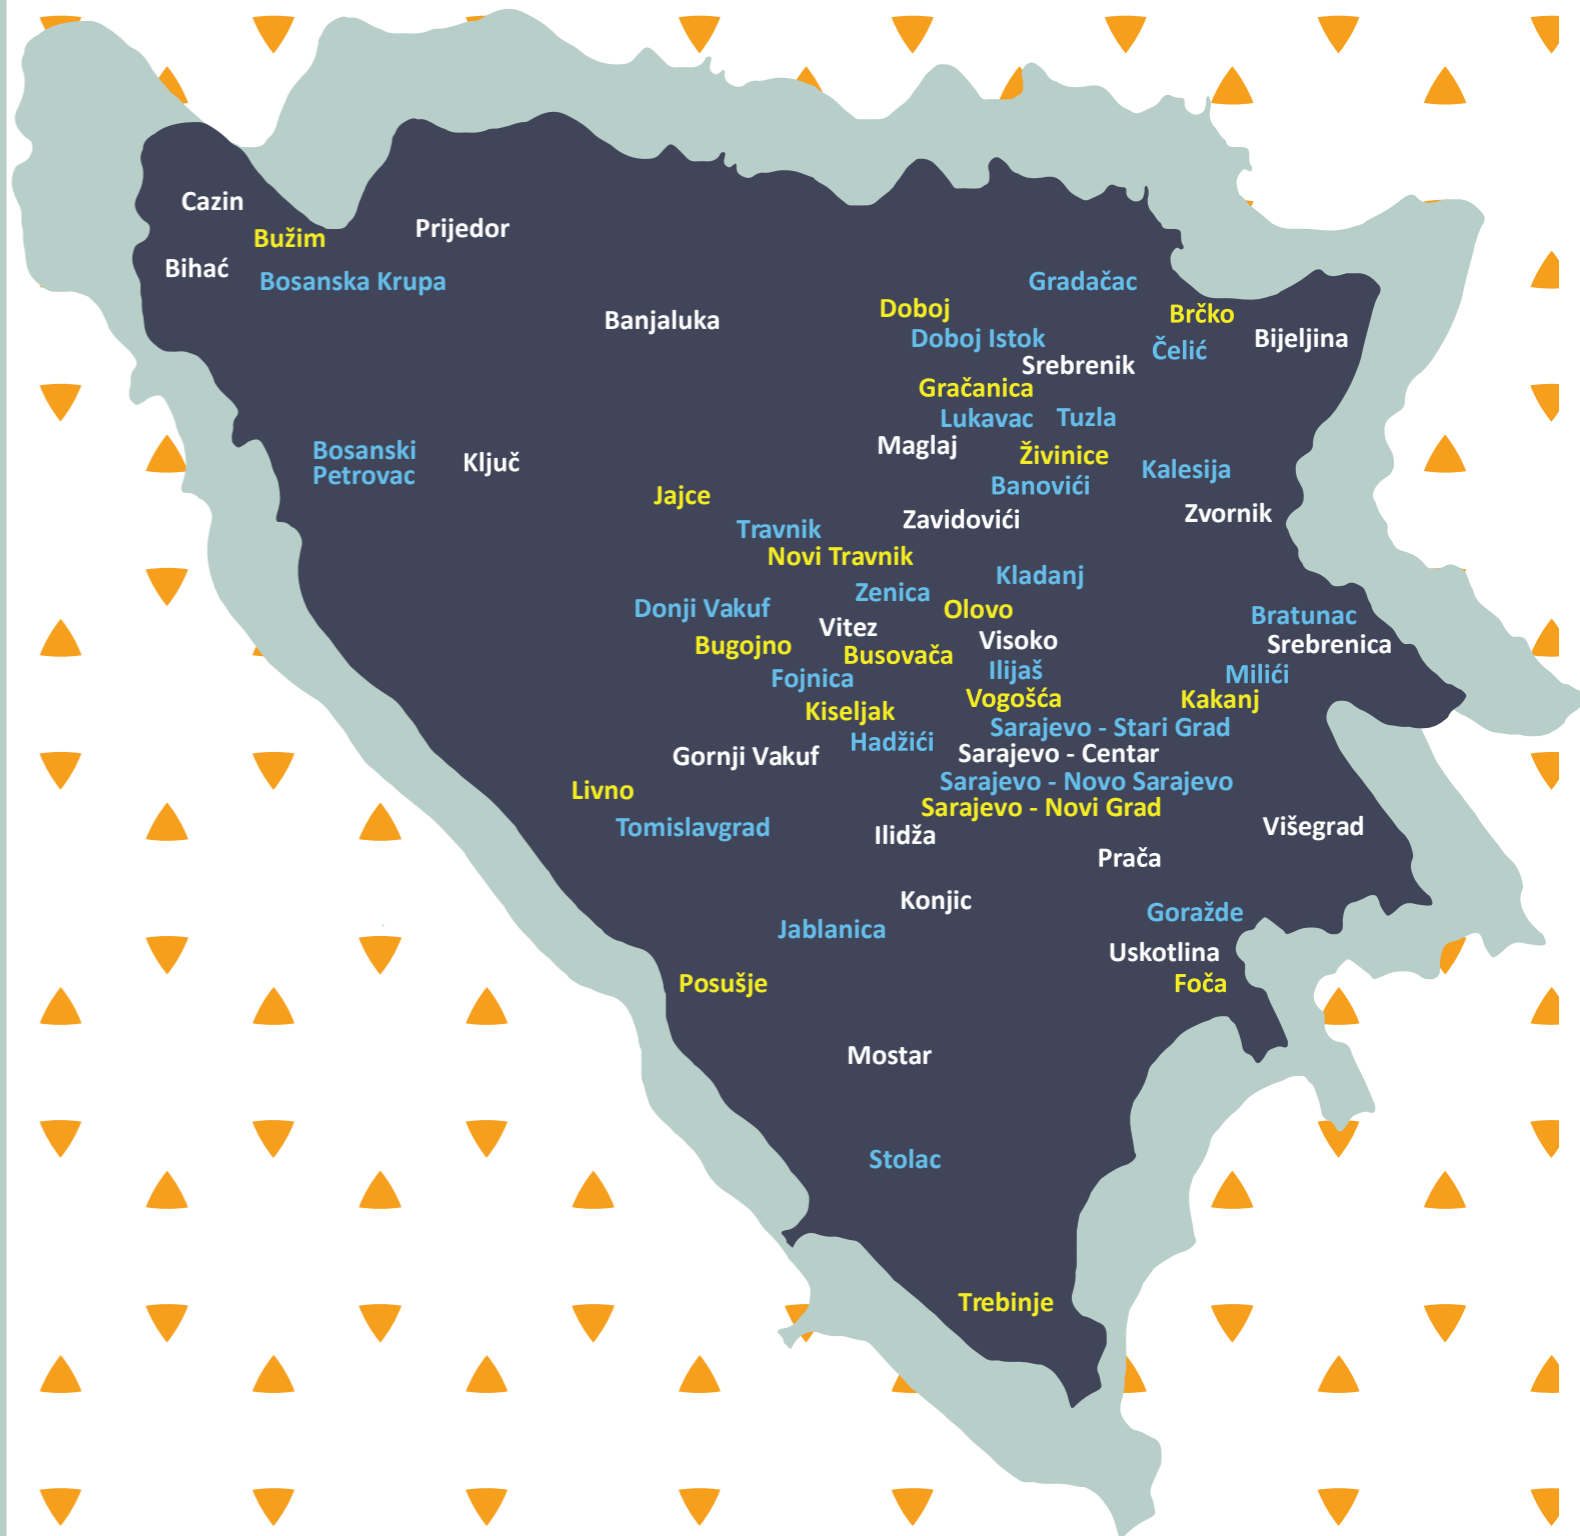 Cazin
Prijedor
Bužim
Bihać
Bosanska Krupa
Gradačac
Doboj
Brčko
Banjaluka
Doboj Istok
Bijeljina
Čelić
Srebrenik
Gračanica
Lukavac
Tuzla
Maglaj
Bosanski
Petrovac
Živinice
Ključ
Kalesija
Banovići
Jajce
Zvornik
Zavidovići
Travnik
Novi Travnik
Kladanj
Zenica
Donji Vakuf
Olovo
Bratunac
Vitez
Visoko
Bugojno
Srebrenica
Busovača
Ilijaš
Milići
Fojnica
Vogošća
Kakanj
Kiseljak
Sarajevo - Stari Grad
Hadžići
Sarajevo - Centar
Gornji Vakuf
Sarajevo - Novo Sarajevo
Livno
Sarajevo - Novi Grad
Tomislavgrad
Višegrad
Ilidža
Prača
Konjic
Goražde
Jablanica
Uskotlina
Posušje
Foča
Mostar
Stolac
Trebinje